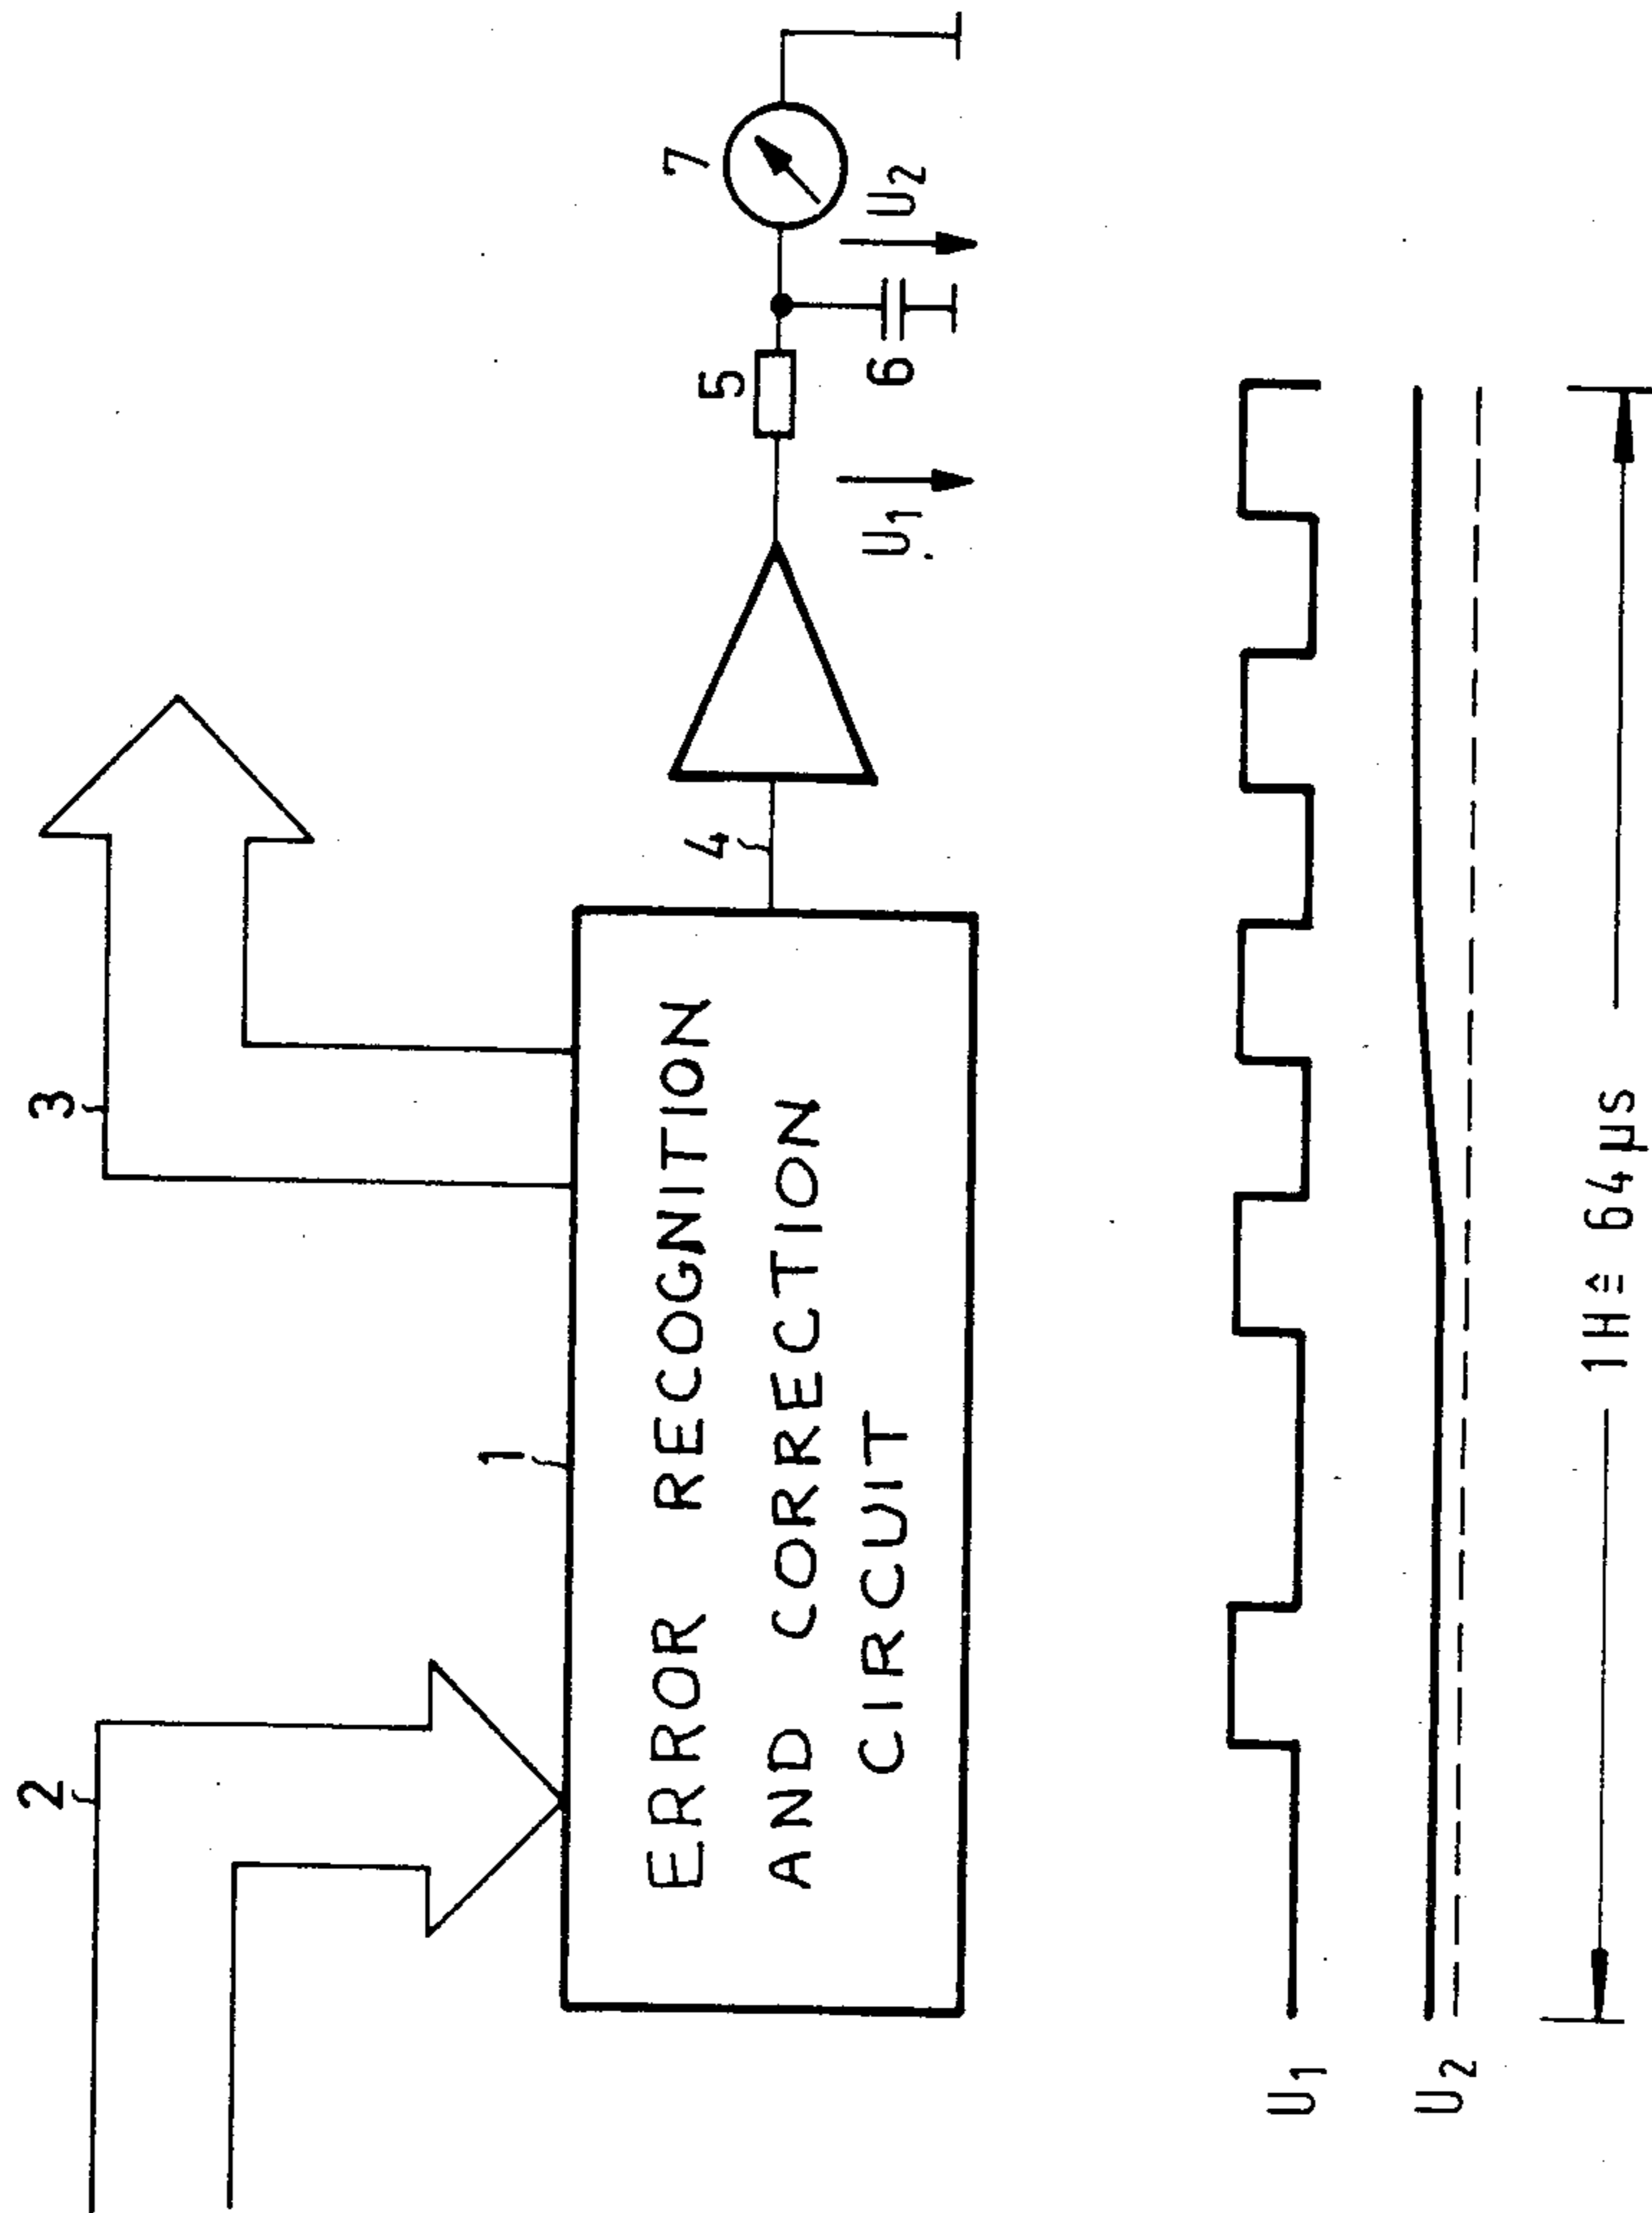 2
3
1
ERROR RECOGNITION
AND CORRECTION
CIRCUIT
4
5
7
6
U1
U2
U1
U2
1H ≙ 64 µs